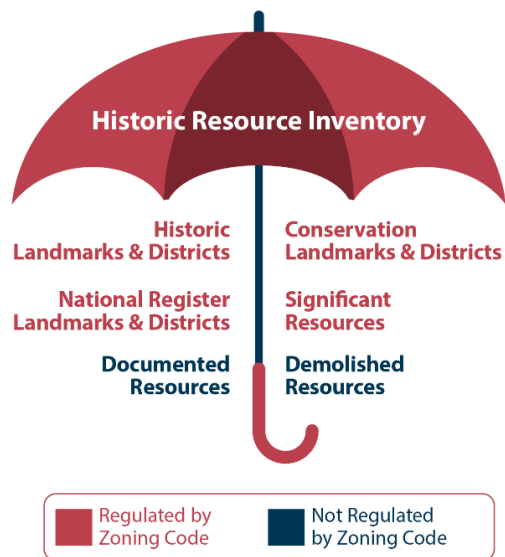 Historic Resource Inventory
Historic
Landmarks & Districts
Conservation
Landmarks & Districts
National Register
Landmarks & Districts
Significant
Resources
Documented
Resources
Demolished
Resources
Regulated by
Zoning Code
Not Regulated
by Zoning Code